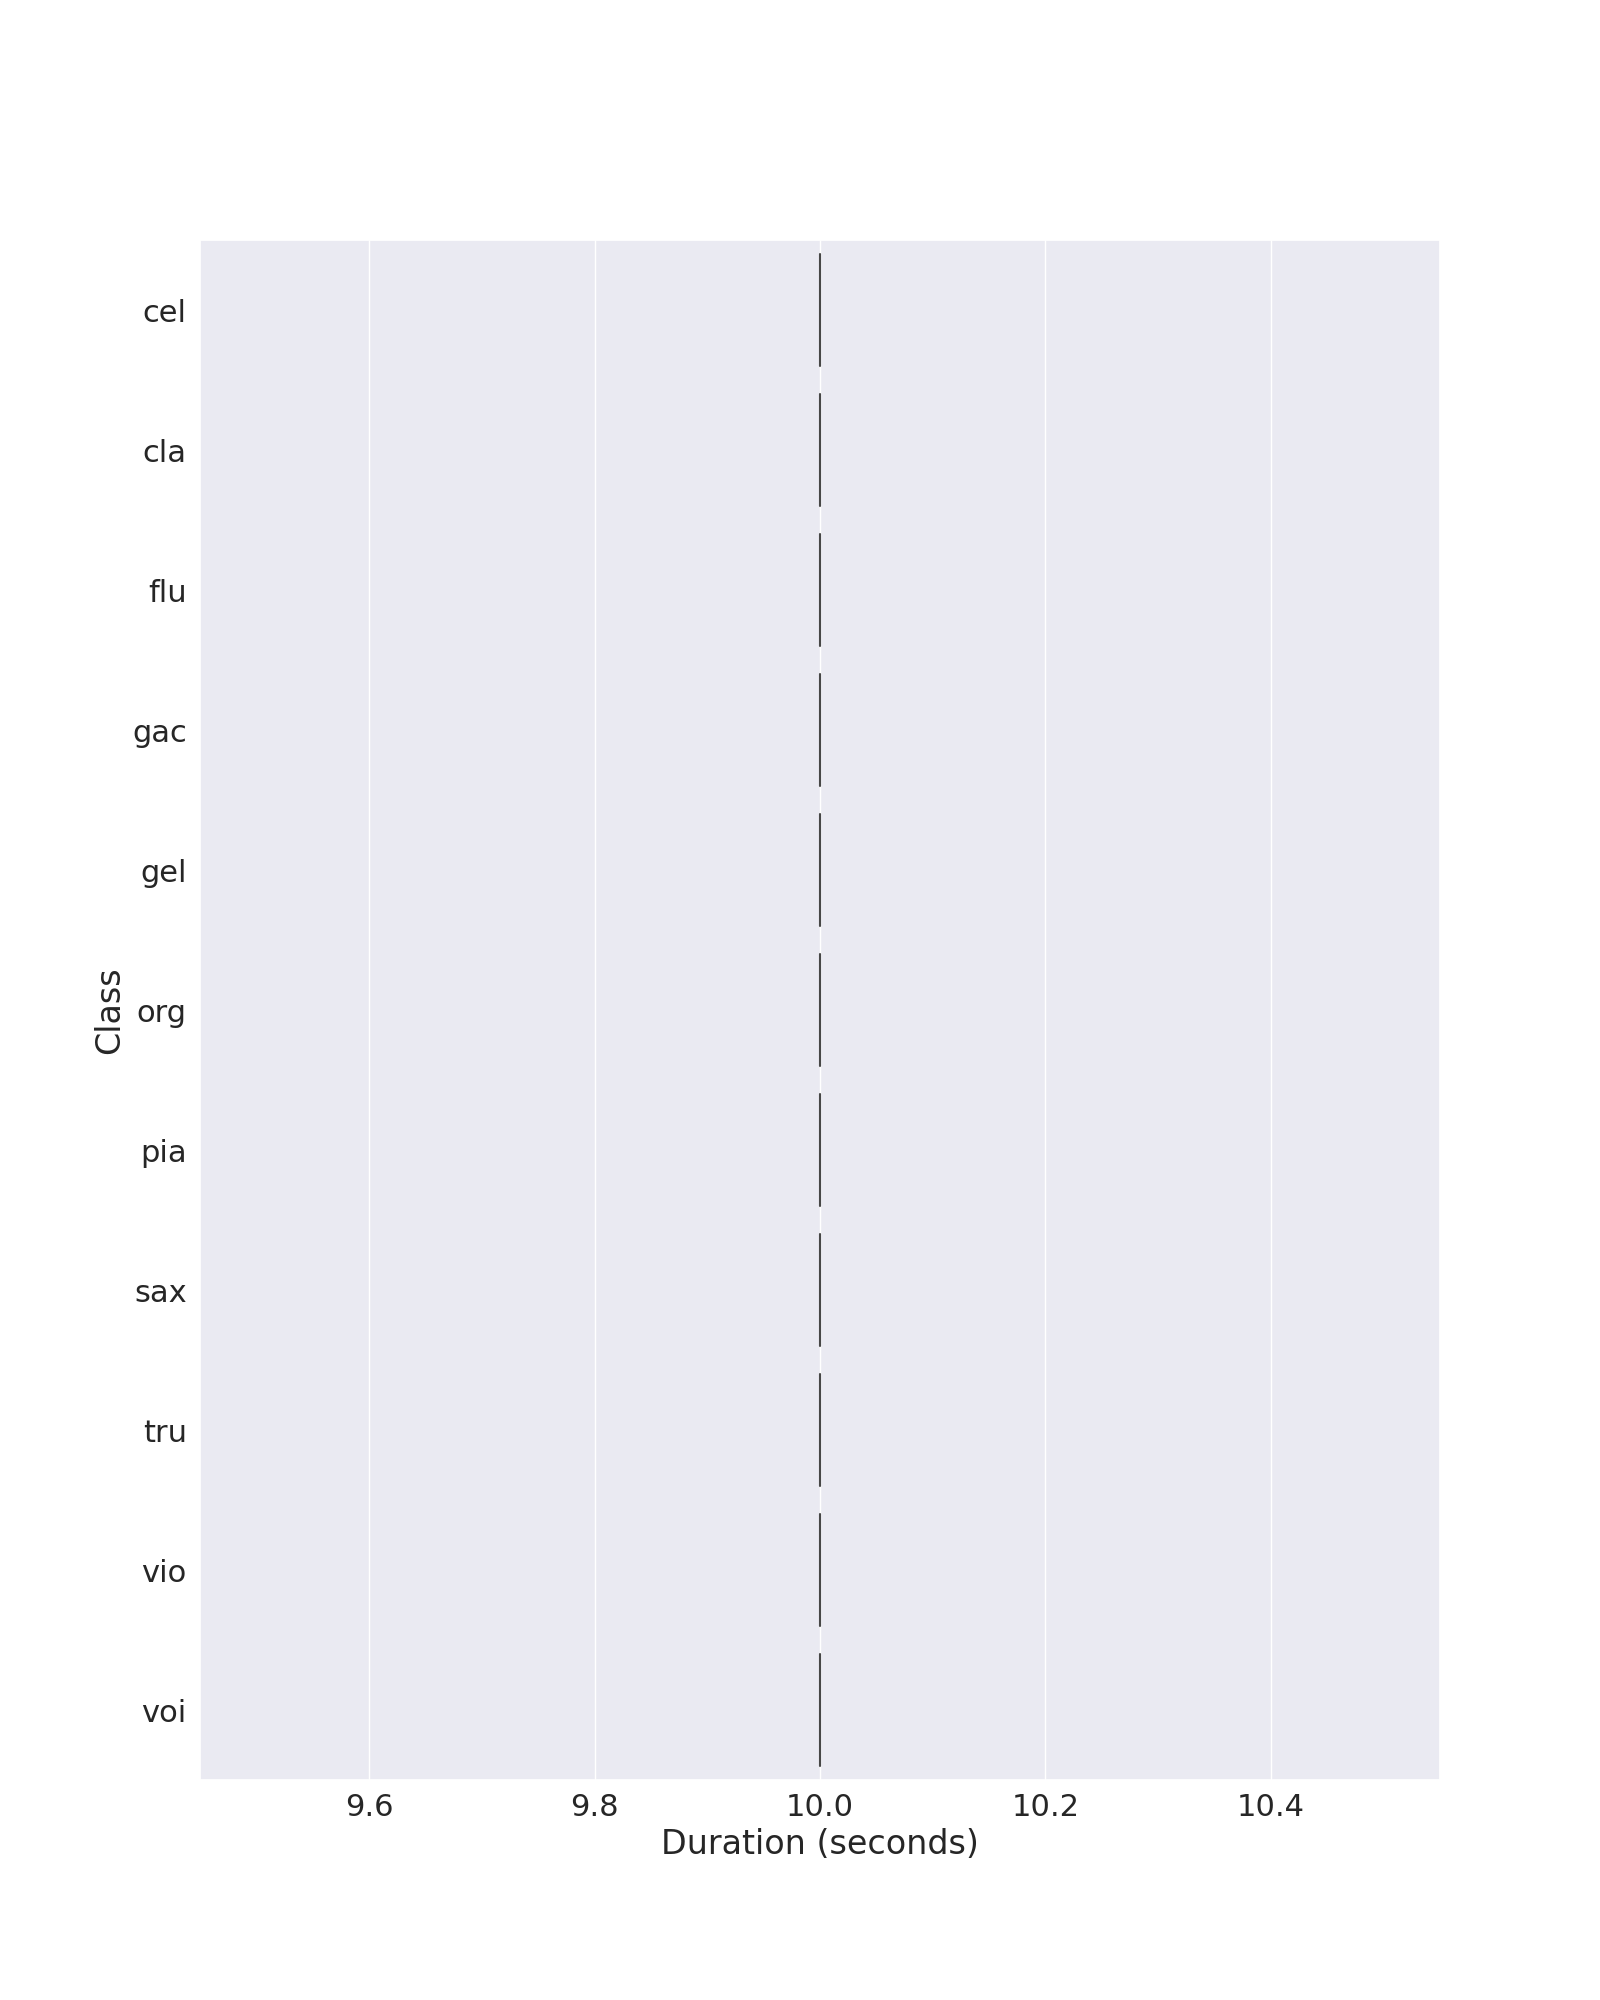 cel
cla
flu
gac
gel
org
pia
sax
tru
vio
voi
Class
9.6 9.8 10.0 10.2 10.4
Duration (seconds)